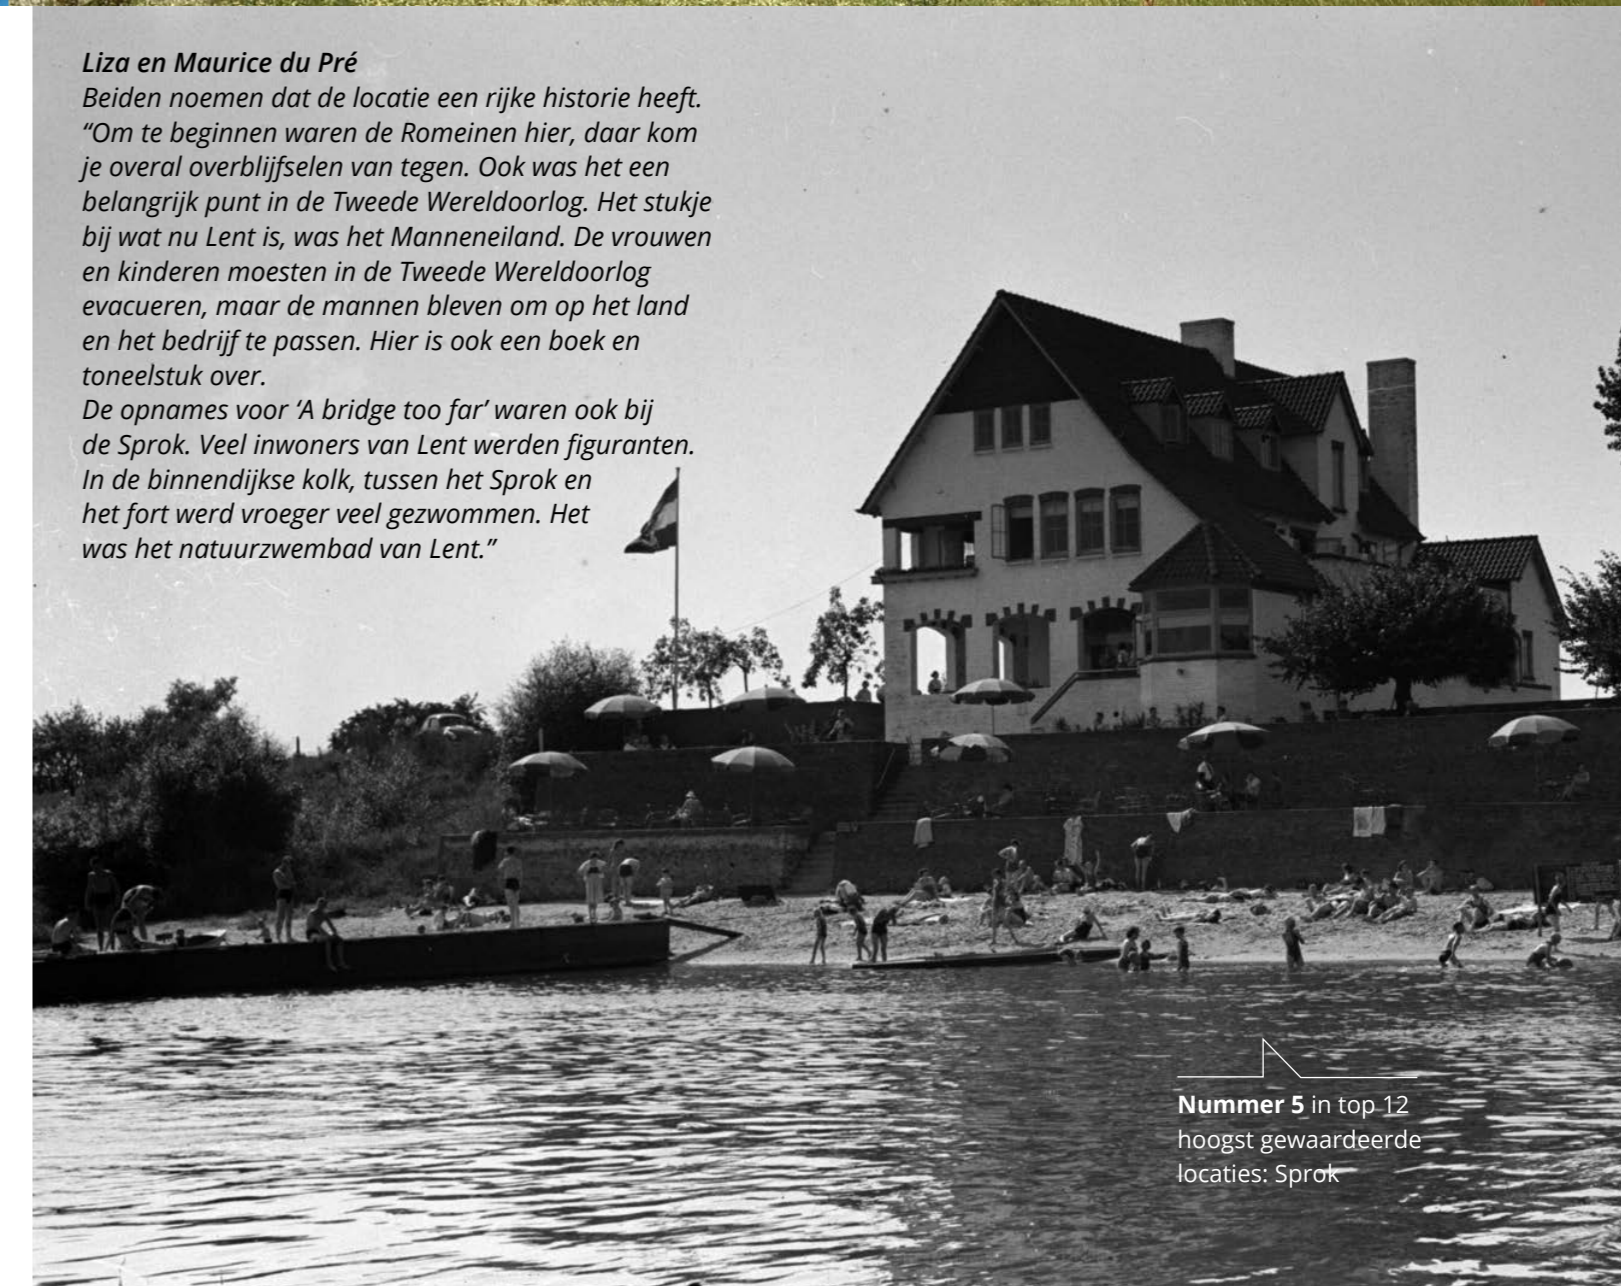 Liza en Maurice du Pré
Beiden noemen dat de locatie een rijke historie heeft.
“Om te beginnen waren de Romeinen hier, daar kom
je overal overblijfselen van tegen. Ook was het een
belangrijk punt in de Tweede Wereldoorlog. Het stukje
bij wat nu Lent is, was het Manneneiland. De vrouwen
en kinderen moesten in de Tweede Wereldoorlog
evacueren, maar de mannen bleven om op het land
en het bedrijf te passen. Hier is ook een boek en
toneelstuk over.
De opnames voor ‘A bridge too far’ waren ook bij
de Sprok. Veel inwoners van Lent werden figuranten.
In de binnendijkse kolk, tussen het Sprok en
het fort werd vroeger veel gezwommen. Het
was het natuurzwembad van Lent.”
Nummer 5 in top 12
hoogst gewaardeerde
locaties: Sprok